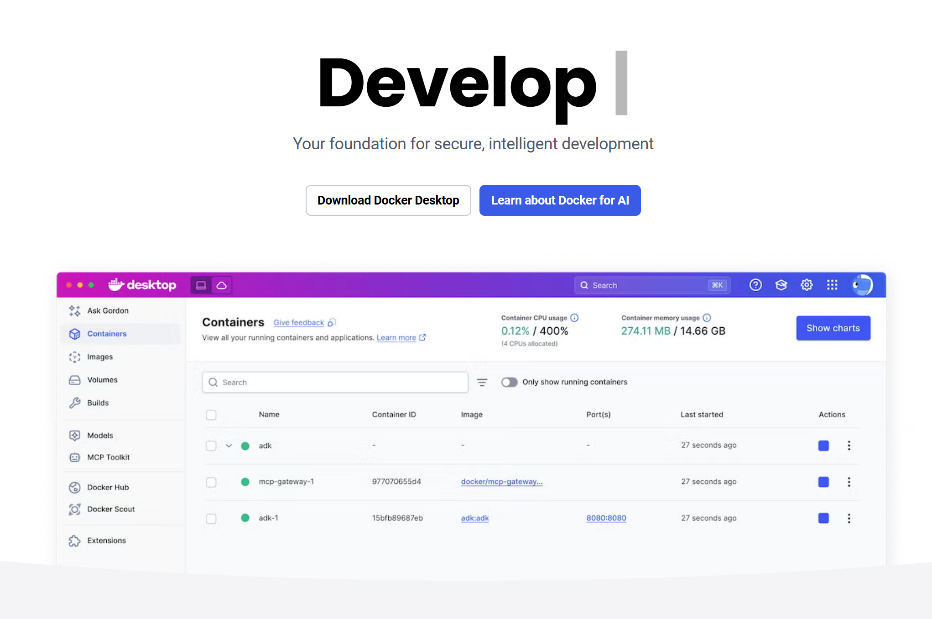 Develop
Your foundation for secure, intelligent development
Download Docker Desktop
Learn about Docker for AI
desktop
Search
⌘K
Ask Gordon
Containers
Images
Volumes
Builds
Models
MCP Toolkit
Docker Hub
Docker Scout
Extensions
Containers Give feedback
View all your running containers and applications. Learn more
Container CPU usage
0.12% / 400%
(4 CPUs allocated)
Container memory usage
274.11 MB / 14.66 GB
Show charts
Search
Only show running containers
Name Container ID Image Port(s) Last started Actions
adk - - - 27 seconds ago
mcp-gateway-1 977070655d4 docker/mcp-gateway... 27 seconds ago
adk-1 15bfb89687eb adk:adk 8080:8080 27 seconds ago